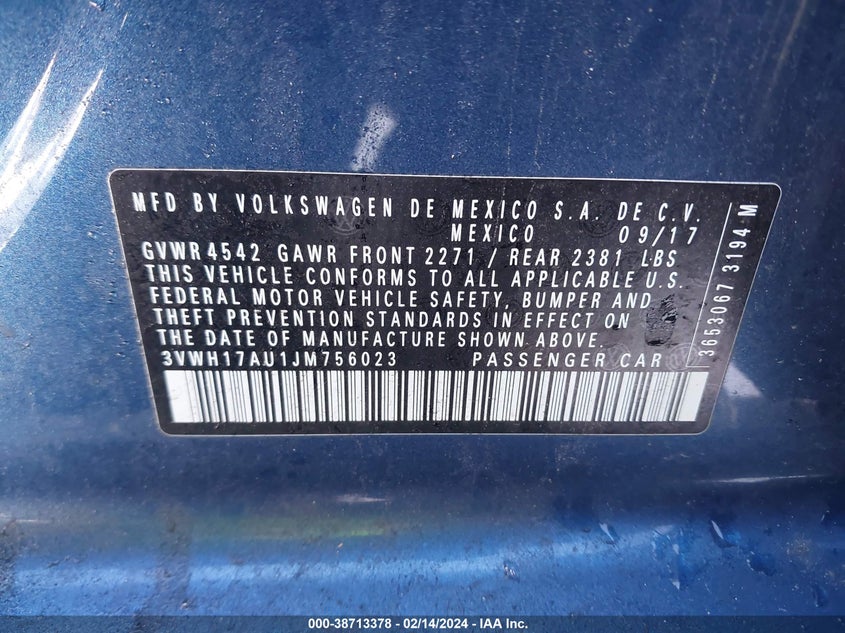 MFD BY VOLKSWAGEN DE MEXICO S.A. DE C.V.
MEXICO 09/17
GVWR 4542 GAWR FRONT 2271 / REAR 2381 LBS
THIS VEHICLE CONFORMS TO ALL APPLICABLE U.S.
FEDERAL MOTOR VEHICLE SAFETY, BUMPER AND
THEFT PREVENTION STANDARDS IN EFFECT ON
THE DATE OF MANUFACTURE SHOWN ABOVE.
3VWH17AU1JM756023 PASSENGER CAR
3653067 3194 M
000-38713378 - 02/14/2024 - IAA Inc.